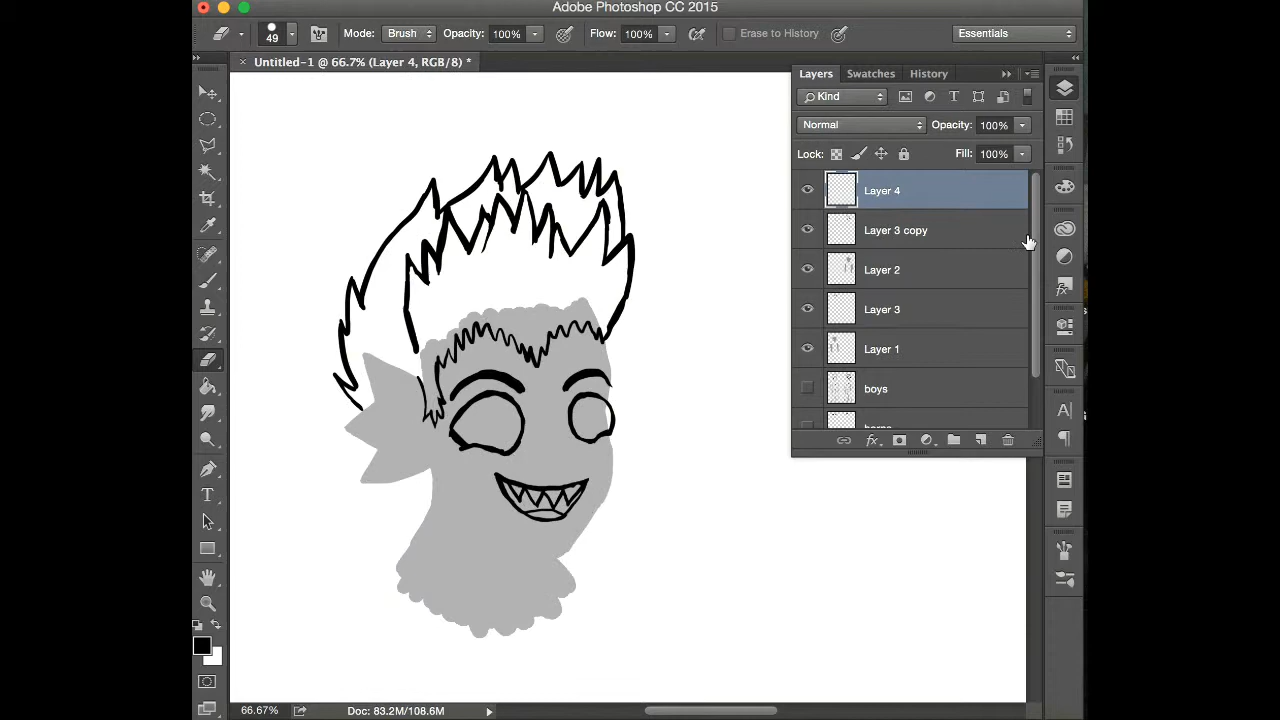 Adobe Photoshop CC 2015
49 Mode: Brush Opacity: 100% Flow: 100% Erase to History Essentials
× Untitled-1 @ 66.7% (Layer 4, RGB/8) *
Layers Swatches History
Kind
Normal Opacity: 100%
Lock: Fill: 100%
Layer 4
Layer 3 copy
Layer 2
Layer 3
Layer 1
boys
66.67% Doc: 83.2M/108.6M